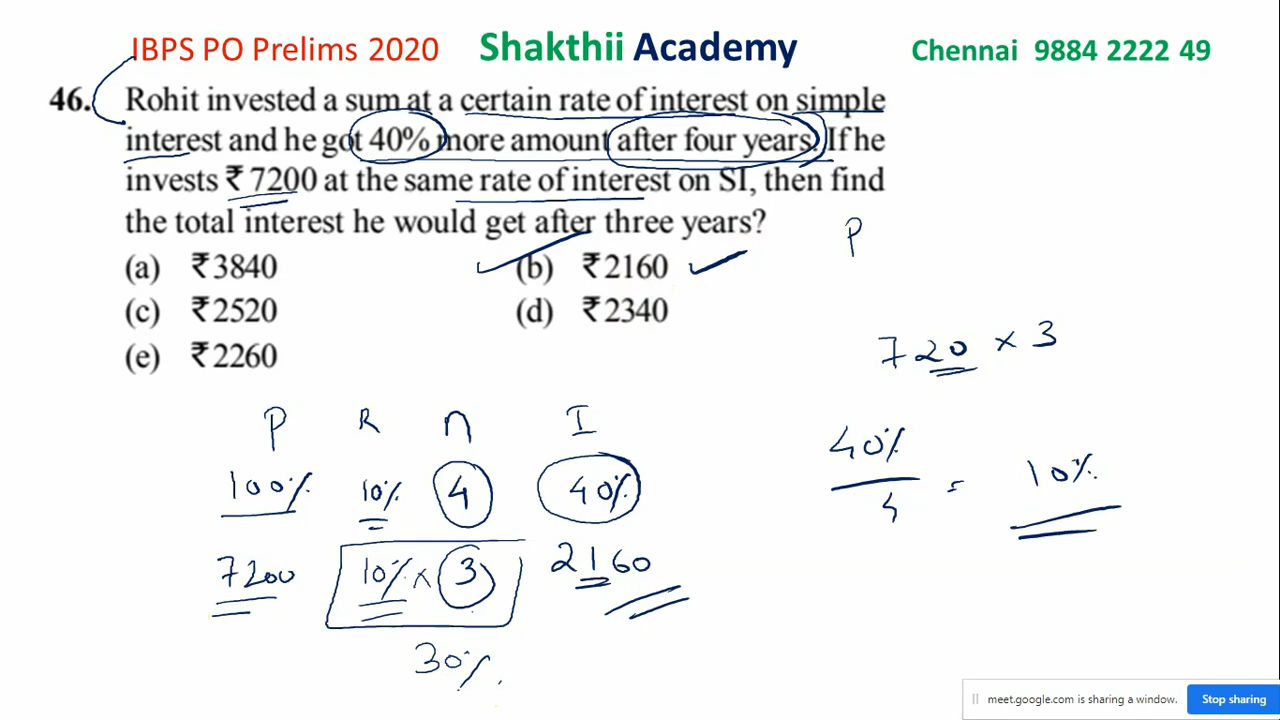 IBPS PO Prelims 2020 Shakthii Academy Chennai 9884 2222 49
46. Rohit invested a sum at a certain rate of interest on simple
interest and he got 40% more amount after four years. If he
invests ₹ 7200 at the same rate of interest on SI, then find
the total interest he would get after three years?
P
(a) ₹3840 (b) ₹2160
(c) ₹2520 (d) ₹2340
(e) ₹2260
720 × 3
P R n I
100% 10% 4 40%
40%/4 = 10%
7200 10% × 3 2160
30%
meet.google.com is sharing a window. Stop sharing